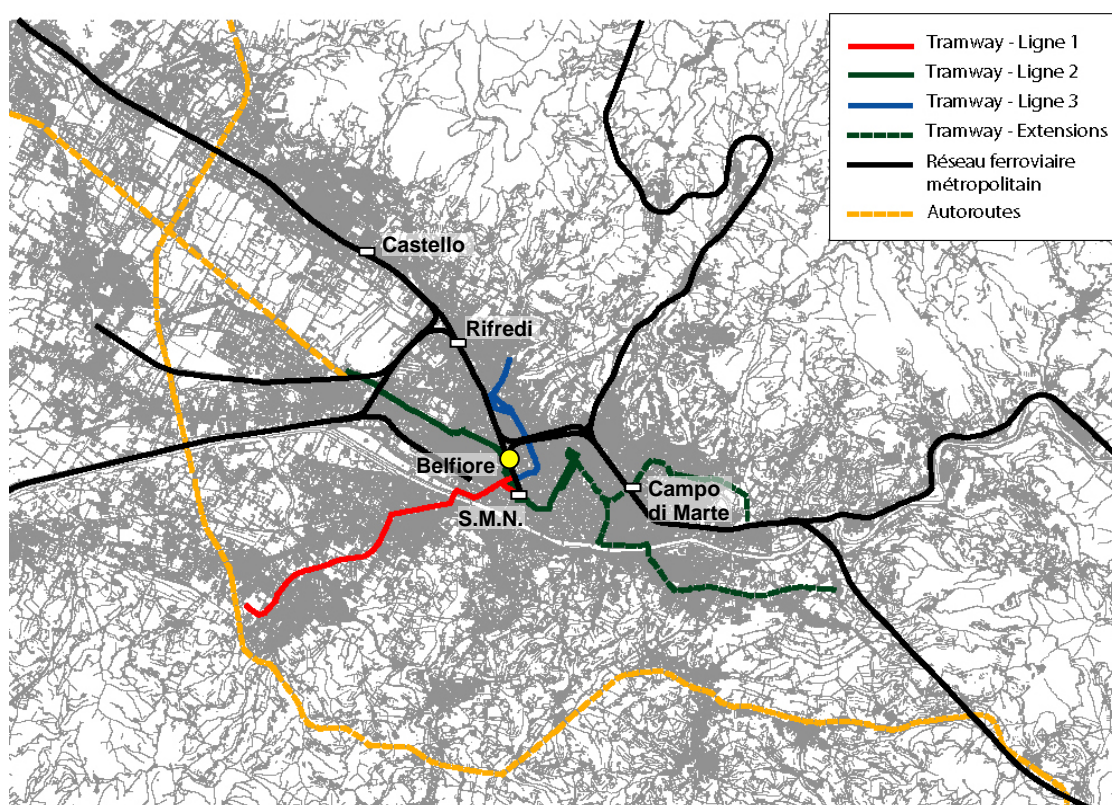 Tramway - Ligne 1
Tramway - Ligne 2
Tramway - Ligne 3
Tramway - Extensions
Réseau ferroviaire
métropolitain
Autoroutes
Castello
Rifredi
Belfiore
S.M.N.
Campo
di Marte